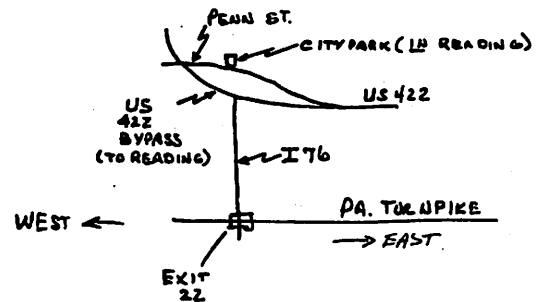 PENN ST.
CITY PARK (IN READING)
US
422
BYPASS
(TO READING)
US 422
I76
WEST
PA. TURNPIKE
EAST
EXIT
22